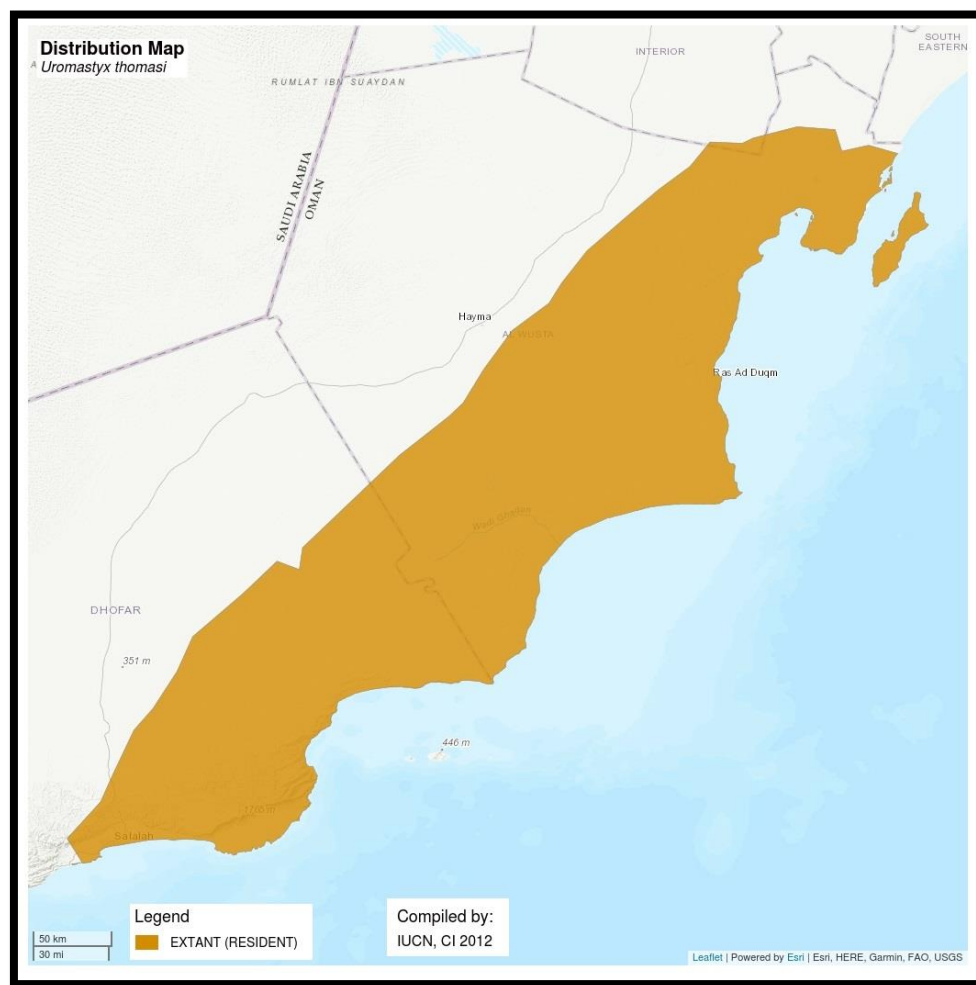 Distribution Map
Uromastyx thomasi
SOUTH
EASTERN
INTERIOR
RUMLAT IBN SUAYDAN
SAUDI ARABIA
OMAN
Hayma
AL WUSTA
Ras Ad Duqm
DHOFAR
351 m
446 m
Salalah
Legend
EXTANT (RESIDENT)
Compiled by:
IUCN, CI 2012
50 km
30 mi
Leaflet | Powered by Esri | Esri, HERE, Garmin, FAO, USGS